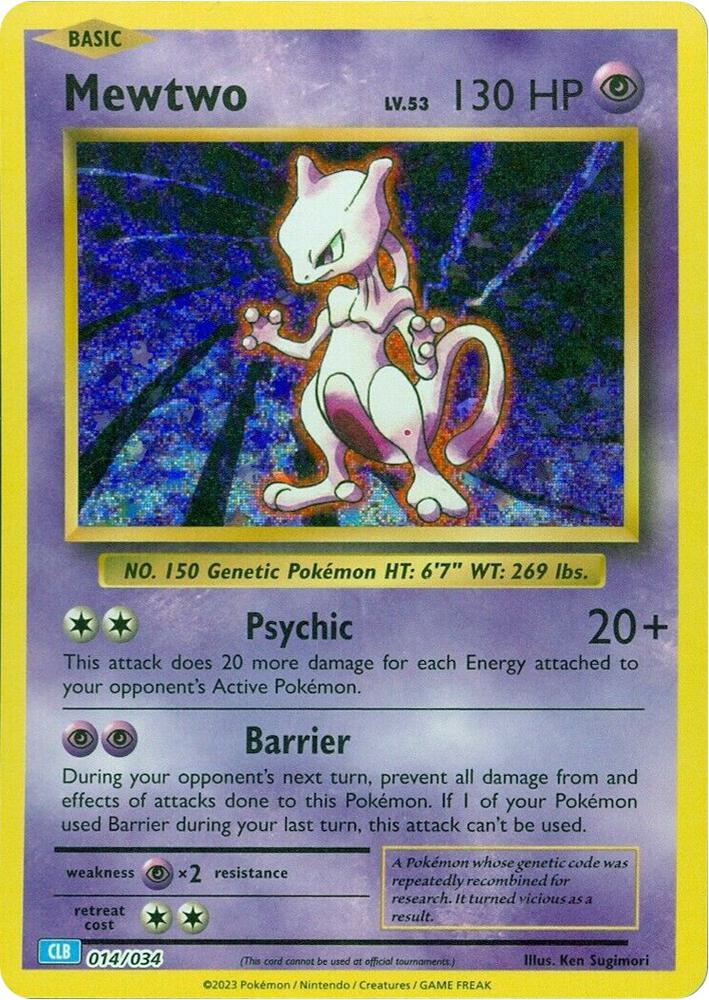 BASIC
Mewtwo LV.53 130 HP
NO. 150 Genetic Pokémon HT: 6'7" WT: 269 lbs.
Psychic 20+
This attack does 20 more damage for each Energy attached to
your opponent's Active Pokémon.
Barrier
During your opponent's next turn, prevent all damage from and
effects of attacks done to this Pokémon. If 1 of your Pokémon
used Barrier during your last turn, this attack can't be used.
weakness ×2 resistance
retreat
cost
A Pokémon whose genetic code was
repeatedly recombined for
research. It turned vicious as a
result.
CLB 014/034 (This card cannot be used at official tournaments.) Illus. Ken Sugimori
©2023 Pokémon / Nintendo / Creatures / GAME FREAK